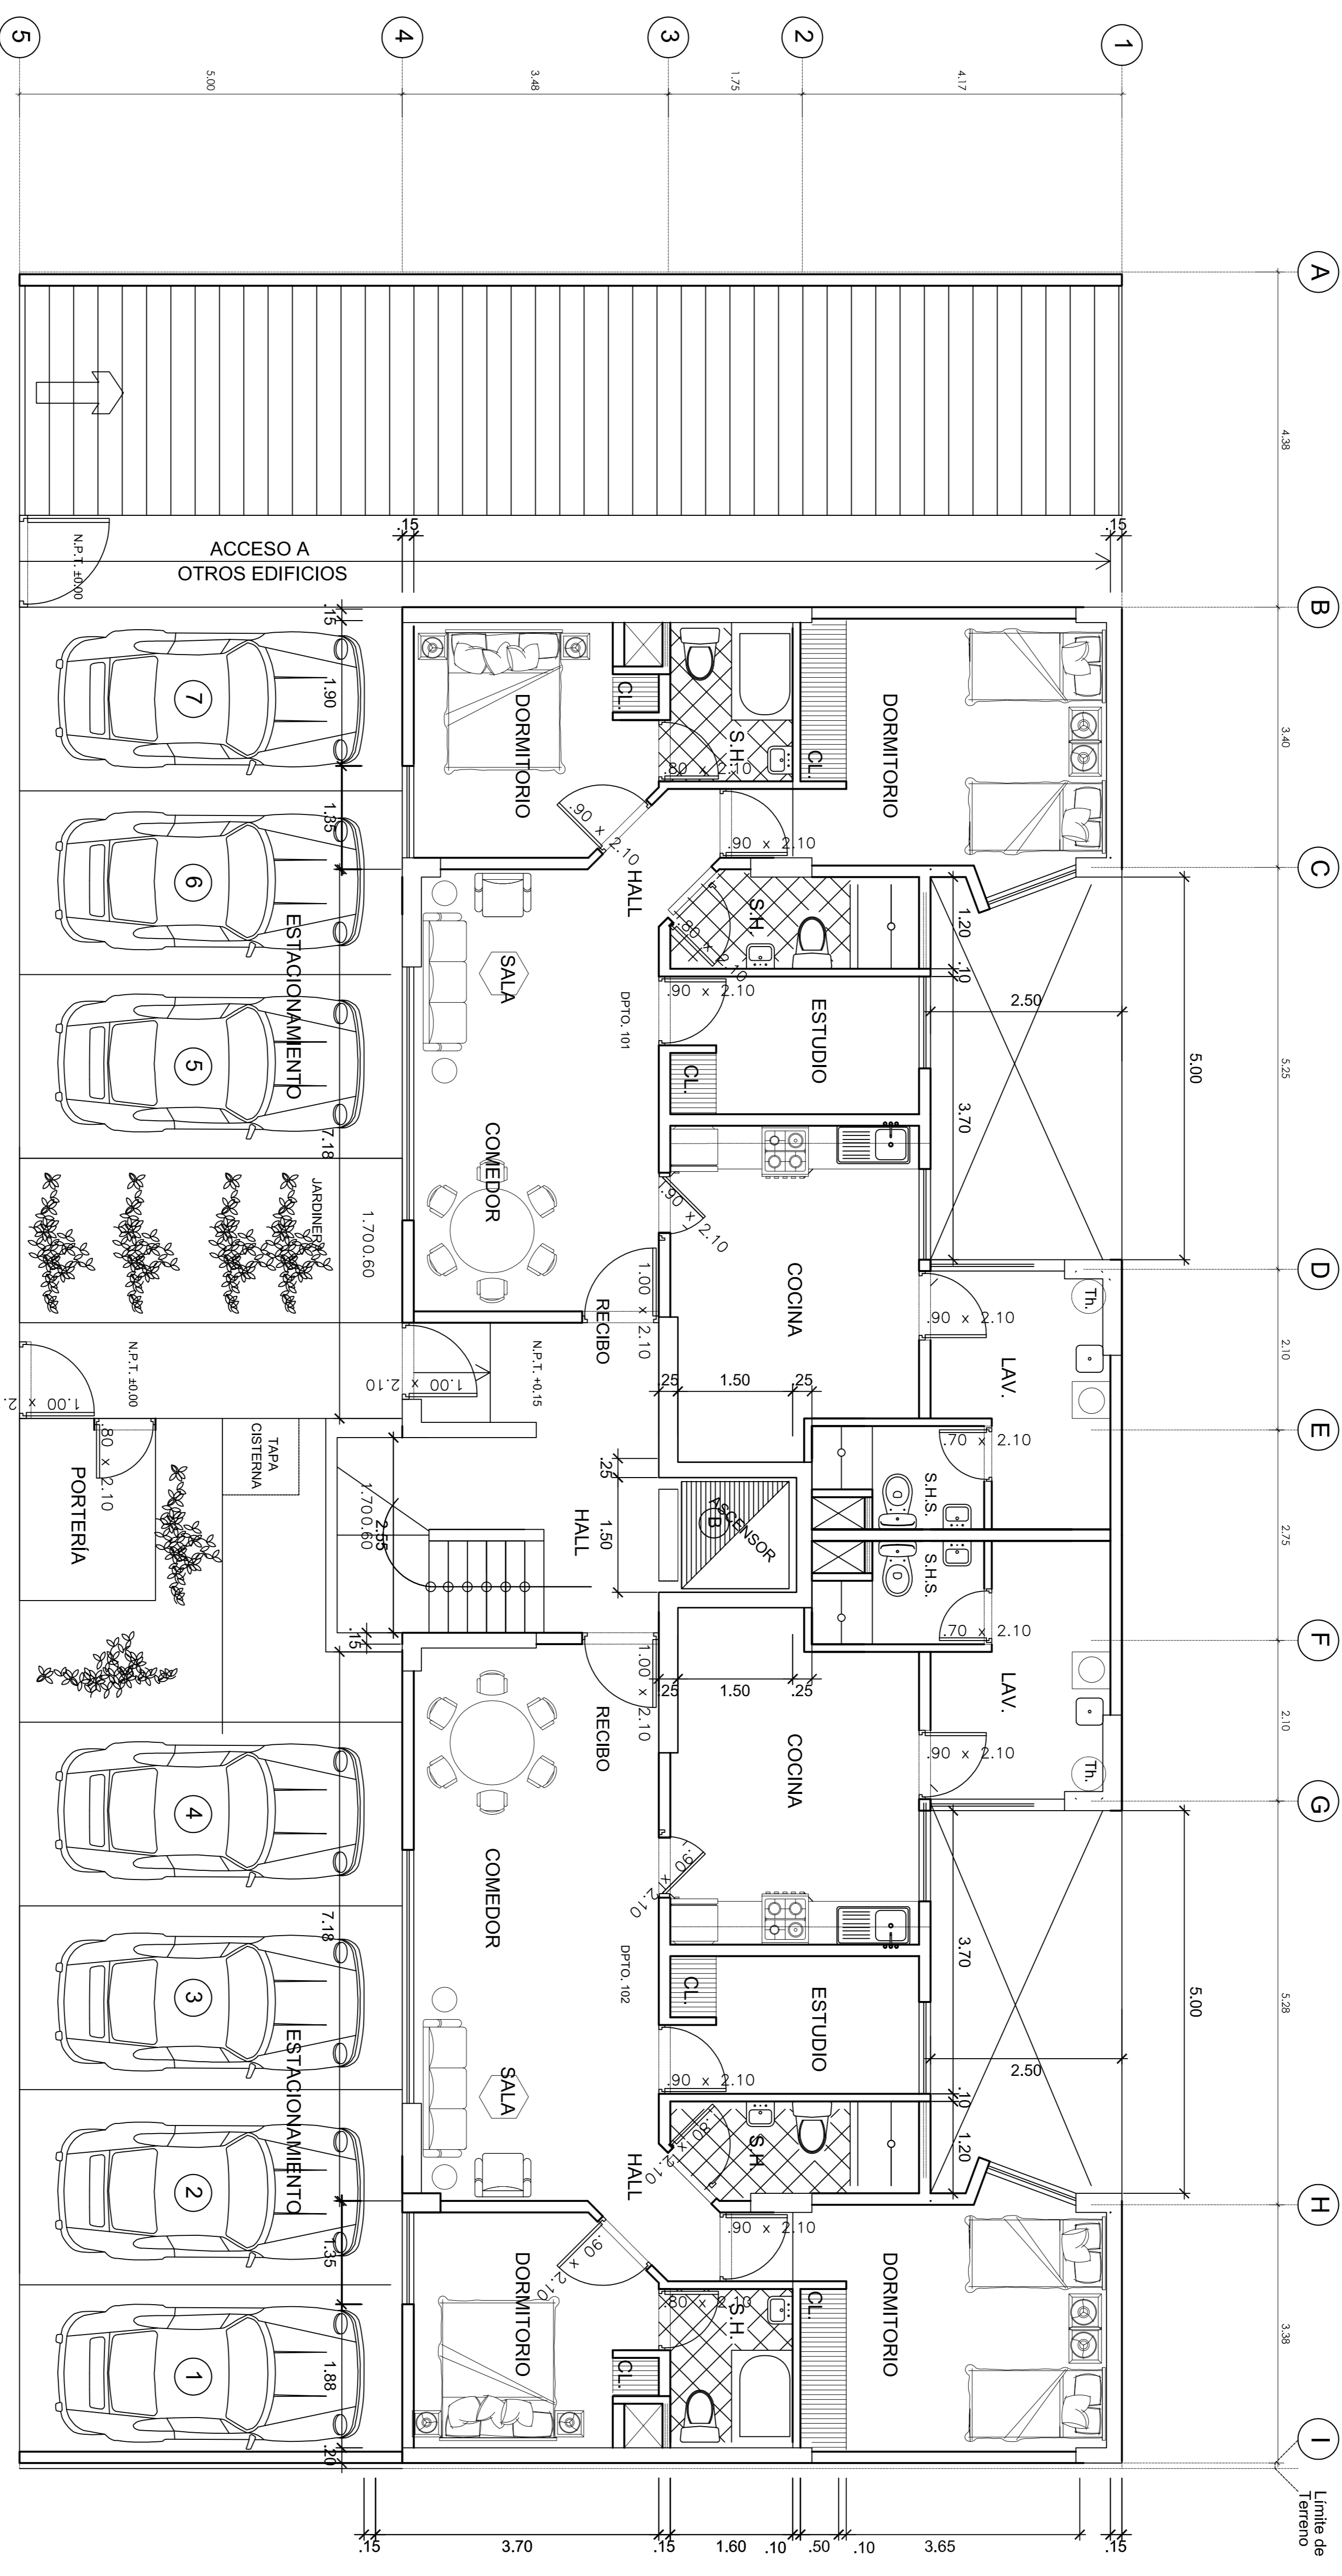 5
4
3
2
1
5.00
3.48
1.75
4.17
A
B
C
D
E
F
G
H
I
4.38
3.40
5.25
2.10
2.75
2.10
5.28
3.38
Límite de
Terreno
ACCESO A
OTROS EDIFICIOS
N.P.T. ±0.00
.15
.15
.15
1.90
1.35
7.18
7
6
5
ESTACIONAMIENTO
JARDINERA
1.700.60
DORMITORIO
CL.
S.H.
.80 x 2.10
CL.
DORMITORIO
.90 x 2.10
.90 x 2.10
HALL
S.H.
.80 x 2.10
1.20
.10
2.50
5.00
3.70
SALA
DPTO. 101
.90 x 2.10
ESTUDIO
CL.
COMEDOR
.90 x 2.10
COCINA
RECIBO
1.00 x 2.10
.90 x 2.10
Th.
LAV.
N.P.T. ±0.00
N.P.T. +0.15
1.00 x 2.10
1.00 x 2.
.80 x 2.10
PORTERÍA
TAPA
CISTERNA
.25
1.50
.25
.70 x 2.10
S.H.S.
S.H.S.
.70 x 2.10
.25
1.50
HALL
ASCENSOR
B
1.700.60
2.55
.15
1.00 x 2.10
.25
1.50
.25
RECIBO
COCINA
LAV.
.90 x 2.10
Th.
COMEDOR
.90 x 2.10
DPTO. 102
CL.
ESTUDIO
.90 x 2.10
3.70
5.00
2.50
.10
1.20
SALA
HALL
S.H.
.80 x 2.10
.90 x 2.10
.90 x 2.10
DORMITORIO
CL.
S.H.
.80 x 2.10
CL.
DORMITORIO
4
3
2
1
ESTACIONAMIENTO
7.18
1.35
1.88
.20
.15
3.70
.15
1.60
.10
.50
.10
3.65
.15